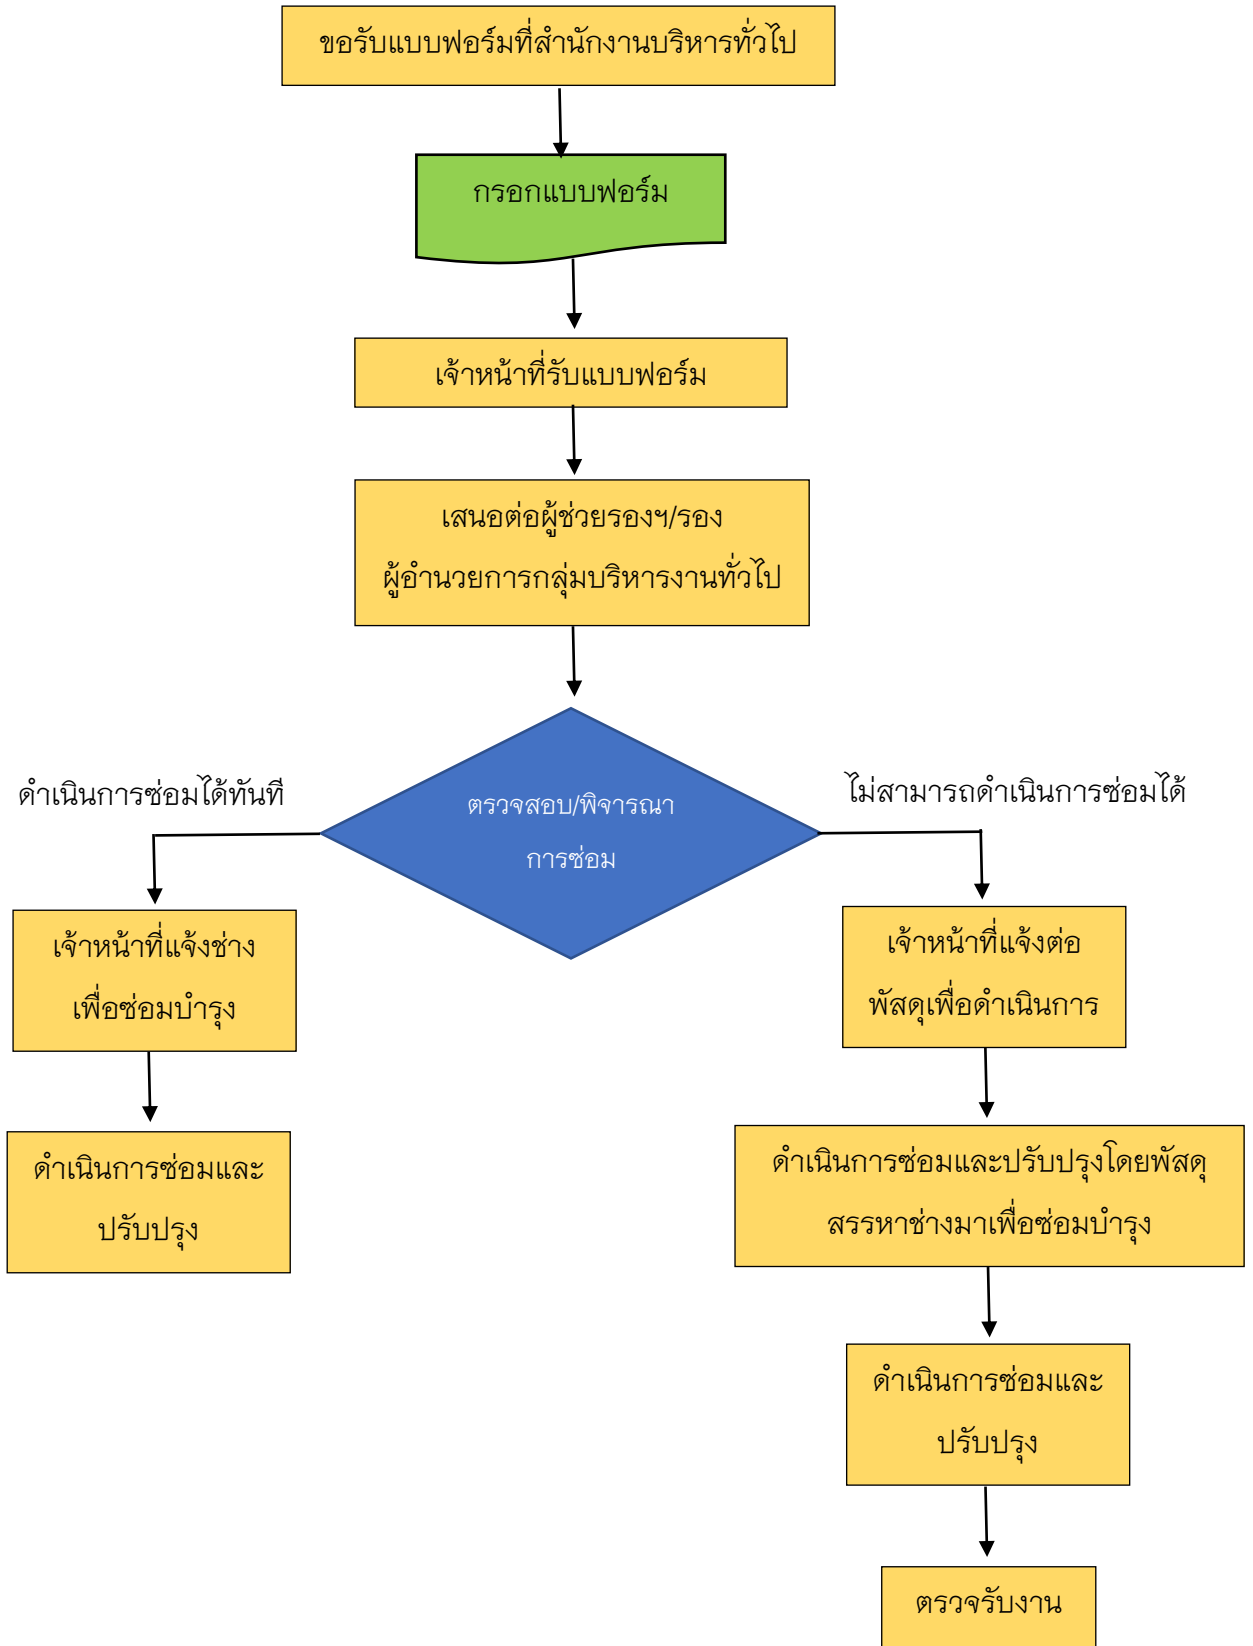 ขอรับแบบฟอร์มที่สำนักงานบริหารทั่วไป
กรอกแบบฟอร์ม
เจ้าหน้าที่รับแบบฟอร์ม
เสนอต่อผู้ช่วยรองฯ/รอง
ผู้อำนวยการกลุ่มบริหารงานทั่วไป
ตรวจสอบ/พิจารณา
การซ่อม
ดำเนินการซ่อมได้ทันที
เจ้าหน้าที่แจ้งช่าง
เพื่อซ่อมบำรุง
ดำเนินการซ่อมและ
ปรับปรุง
ไม่สามารถดำเนินการซ่อมได้
เจ้าหน้าที่แจ้งต่อ
พัสดุเพื่อดำเนินการ
ดำเนินการซ่อมและปรับปรุงโดยพัสดุ
สรรหาช่างมาเพื่อซ่อมบำรุง
ดำเนินการซ่อมและ
ปรับปรุง
ตรวจรับงาน